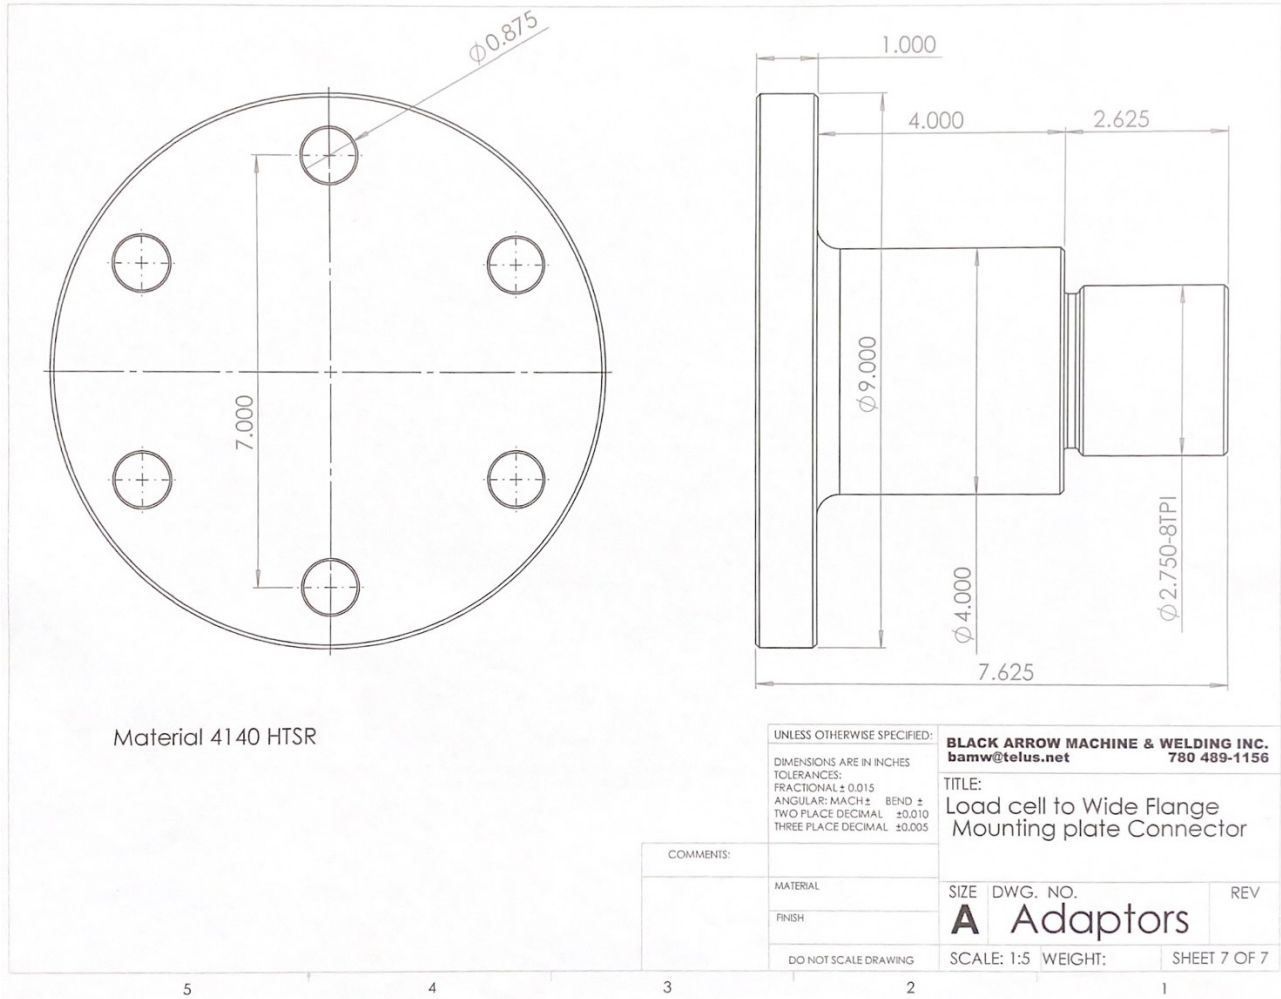 Ø0.875
7.000
1.000
4.000
2.625
Ø9.000
Ø4.000
Ø2.750-8TPI
7.625
Material 4140 HTSR
UNLESS OTHERWISE SPECIFIED:
DIMENSIONS ARE IN INCHES
TOLERANCES:
FRACTIONAL ± 0.015
ANGULAR: MACH ± BEND ±
TWO PLACE DECIMAL ±0.010
THREE PLACE DECIMAL ±0.005
BLACK ARROW MACHINE & WELDING INC.
bamw@telus.net 780 489-1156
TITLE:
Load cell to Wide Flange
Mounting plate Connector
COMMENTS:
MATERIAL
FINISH
DO NOT SCALE DRAWING
SIZE DWG. NO. REV
A Adaptors
SCALE: 1:5 WEIGHT: SHEET 7 OF 7
5 4 3 2 1